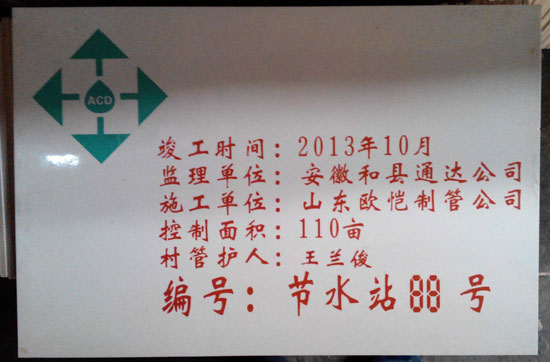 ACD
竣工时间：2013年10月
监理单位：安徽和县通达公司
施工单位：山东欧恺制管公司
控制面积：110亩
村管护人：王兰俊
编号：节水站88号